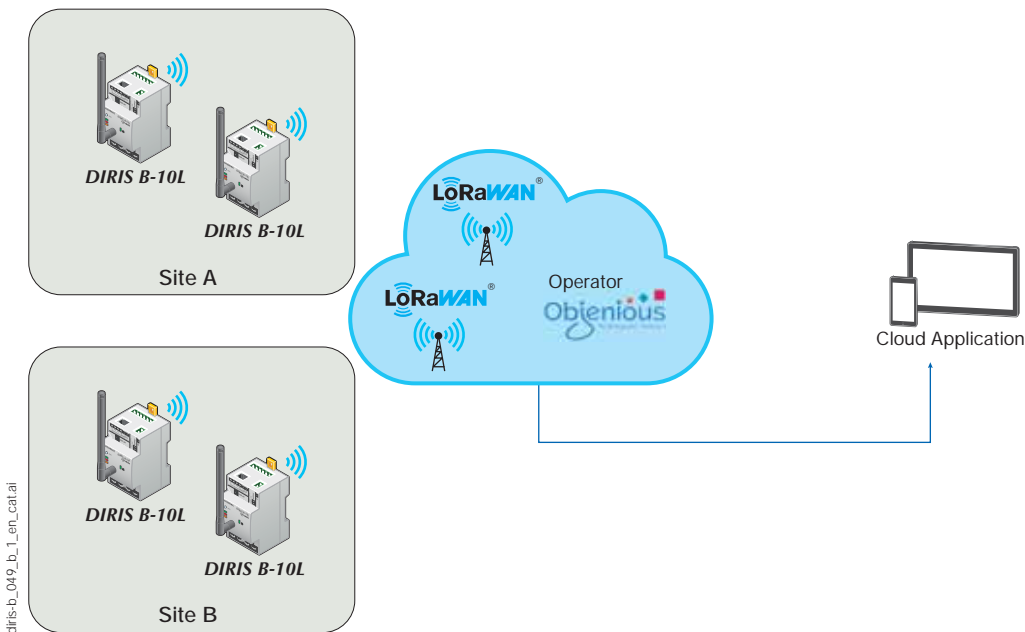 DIRIS B-10L
DIRIS B-10L
Site A
LoRaWAN®
LoRaWAN®
Operator
Objenious
Cloud Application
DIRIS B-10L
DIRIS B-10L
Site B
diris-b_049_b_1_en_cat.ai